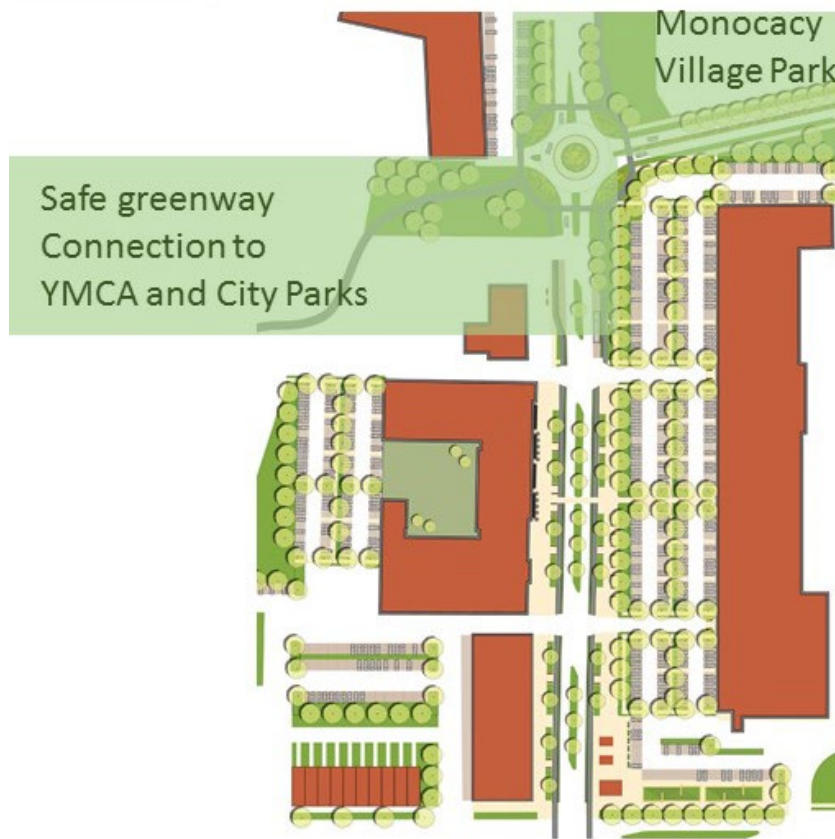 Monocacy
Village Park
Safe greenway
Connection to
YMCA and City Parks